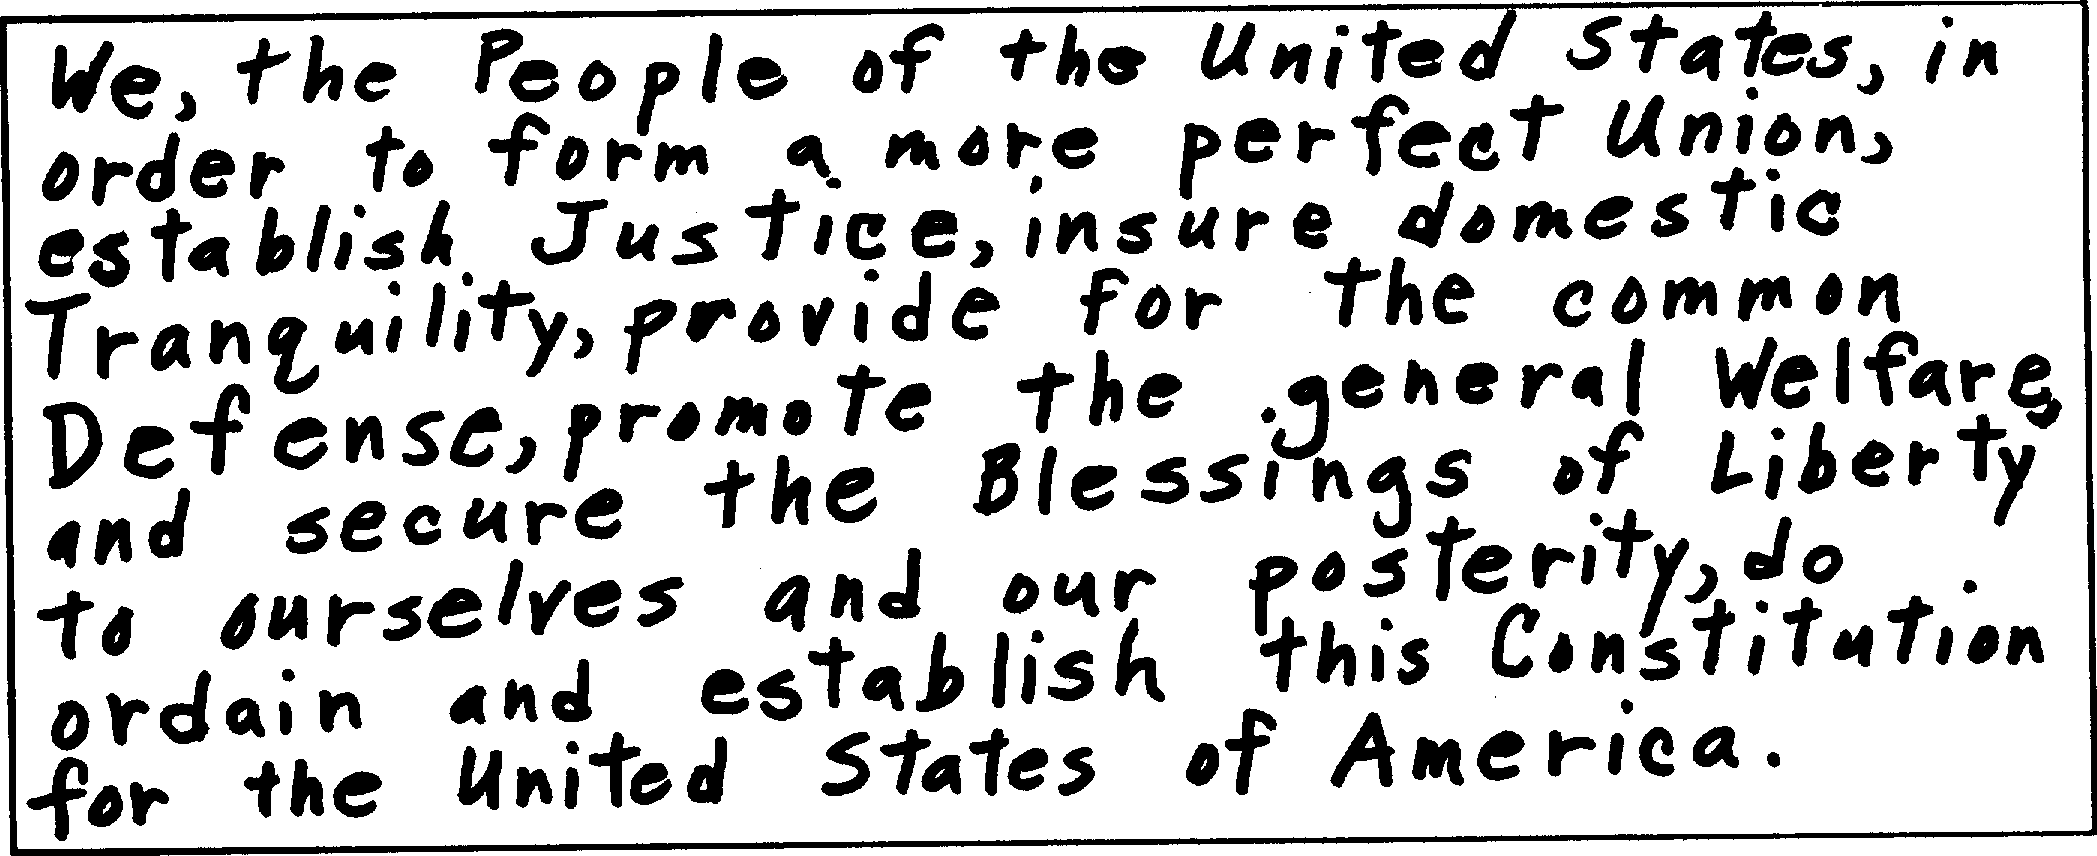 We, the People of the United States, in
order to form a more perfect Union,
establish Justice, insure domestic
Tranquility, provide for the common
Defense, promote the general Welfare,
and secure the Blessings of Liberty
to ourselves and our posterity, do
ordain and establish this Constitution
for the United States of America.